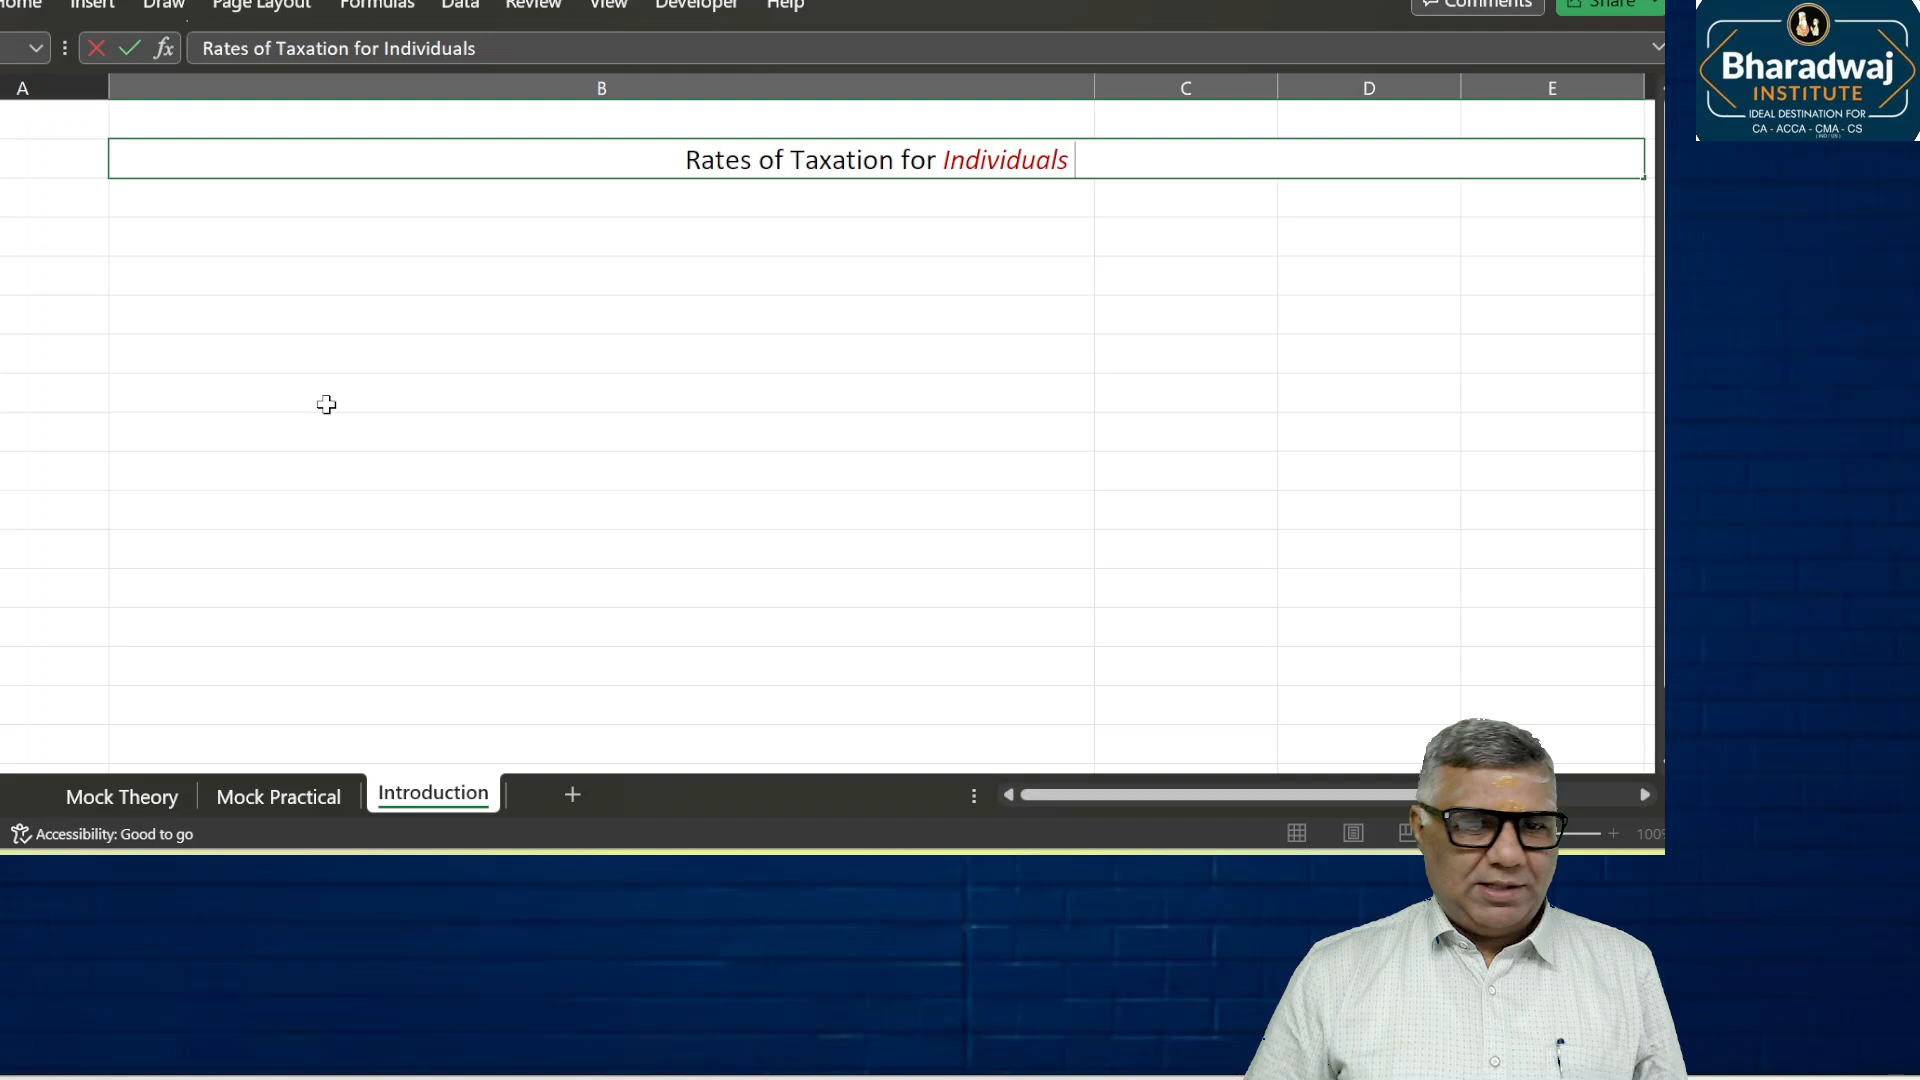 Home Insert Draw Page Layout Formulas Data Review View Developer Help Comments Share
fx Rates of Taxation for Individuals
A B C D E
Rates of Taxation for Individuals
Mock Theory Mock Practical Introduction
Accessibility: Good to go
100%
Bharadwaj
INSTITUTE
IDEAL DESTINATION FOR
CA - ACCA - CMA - CS